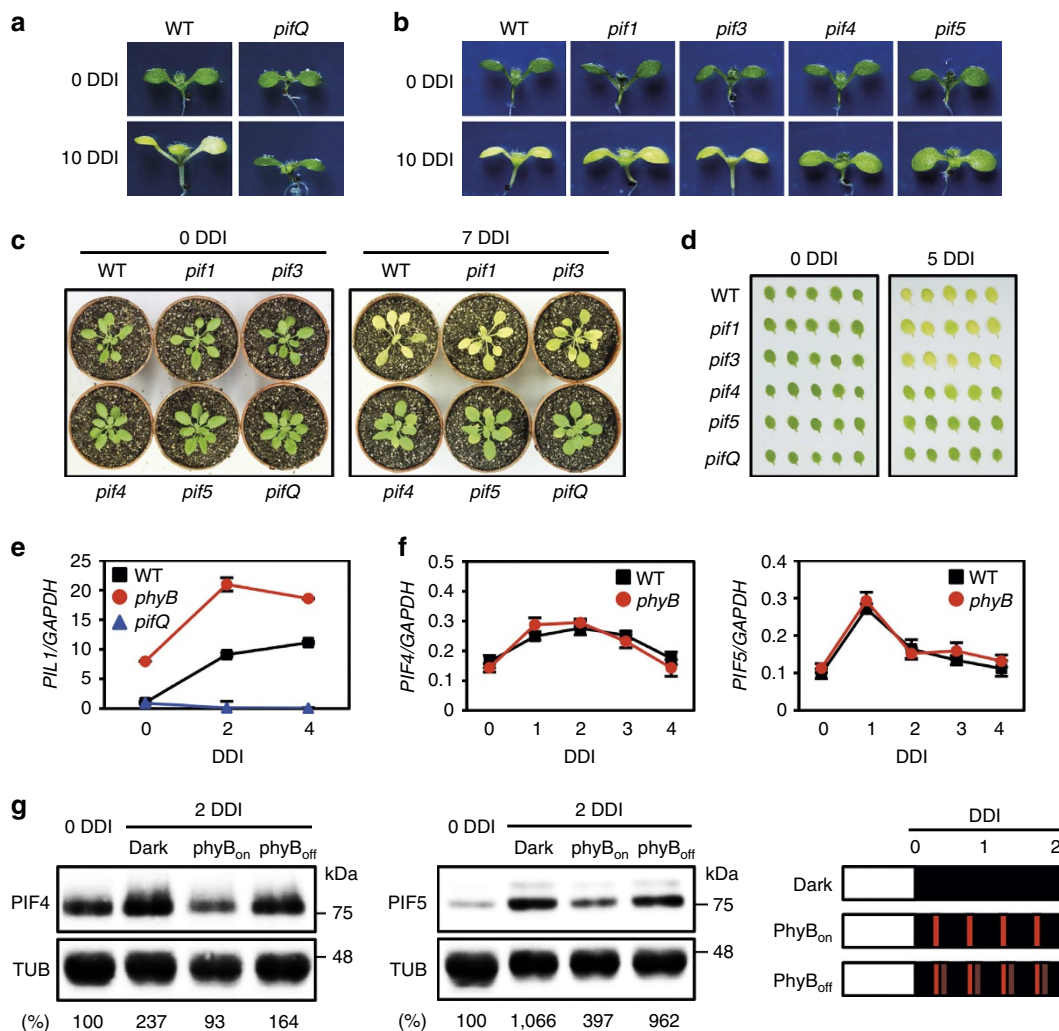 a
WT pifQ
0 DDI
10 DDI
b
WT pif1 pif3 pif4 pif5
0 DDI
10 DDI
c
0 DDI 7 DDI
WT pif1 pif3 WT pif1 pif3
pif4 pif5 pifQ pif4 pif5 pifQ
d
0 DDI 5 DDI
WT
pif1
pif3
pif4
pif5
pifQ
e
PIL1/GAPDH
25
20
15
10
5
0
WT
phyB
pifQ
0 2 4
DDI
f
PIF4/GAPDH
0.5
0.4
0.3
0.2
0.1
0
WT
phyB
0 1 2 3 4
DDI
PIF5/GAPDH
0.4
0.3
0.2
0.1
0
WT
phyB
0 1 2 3 4
DDI
g
0 DDI 2 DDI
Dark phyBon phyBoff
kDa
PIF4 75
TUB 48
(%) 100 237 93 164
0 DDI 2 DDI
Dark phyBon phyBoff
kDa
PIF5 75
TUB 48
(%) 100 1,066 397 962
DDI
0 1 2
Dark
PhyBon
PhyBoff